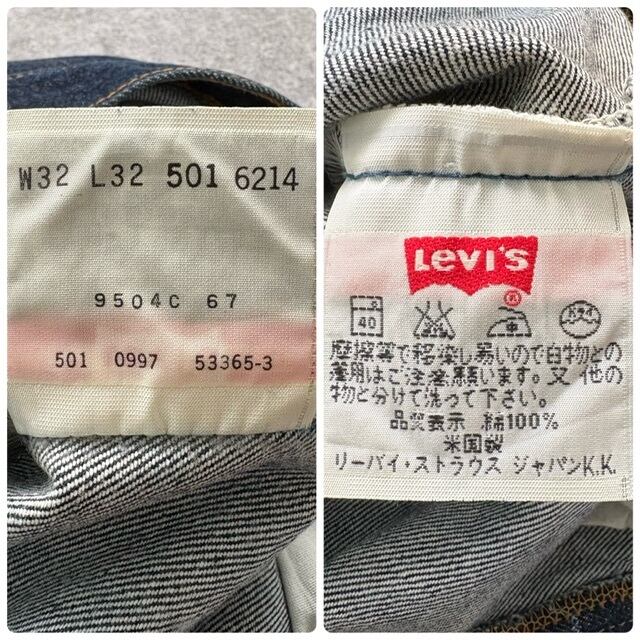 W32 L32 501 6214
9504C 67
501 0997 53365-3
Levi's
®
40
中
ドライ
摩擦等で移染し易いので白物との
着用はご注意願います。又 他の
物と分けて洗って下さい。
品質表示 綿100%
米国製
リーバイ・ストラウス ジャパンK.K.